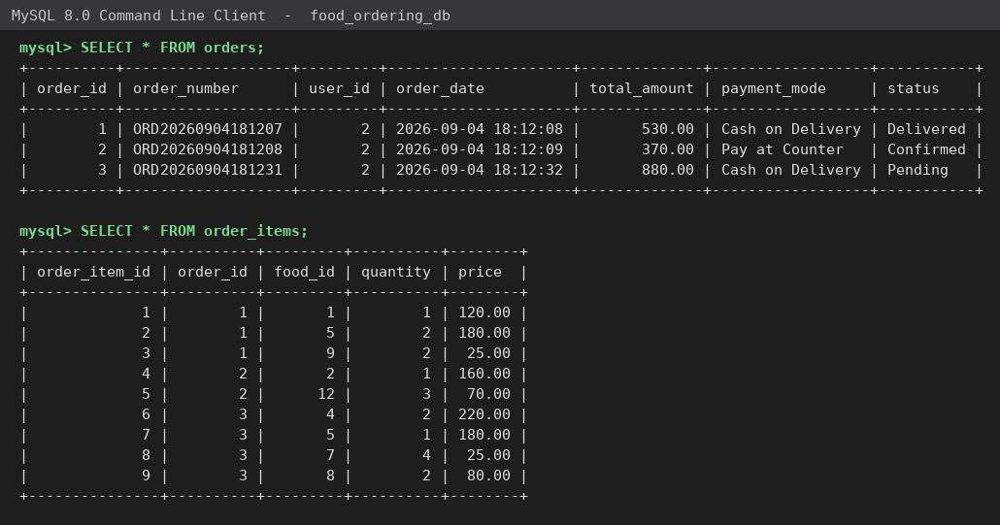 MySQL 8.0 Command Line Client  -  food_ordering_db
mysql> SELECT * FROM orders;
+----------+-------------------+---------+---------------------+--------------+------------------+-----------+
| order_id | order_number      | user_id | order_date          | total_amount | payment_mode     | status    |
+----------+-------------------+---------+---------------------+--------------+------------------+-----------+
|        1 | ORD20260904181207 |       2 | 2026-09-04 18:12:08 |       530.00 | Cash on Delivery | Delivered |
|        2 | ORD20260904181208 |       2 | 2026-09-04 18:12:09 |       370.00 | Pay at Counter   | Confirmed |
|        3 | ORD20260904181231 |       2 | 2026-09-04 18:12:32 |       880.00 | Cash on Delivery | Pending   |
+----------+-------------------+---------+---------------------+--------------+------------------+-----------+
mysql> SELECT * FROM order_items;
+---------------+----------+---------+----------+--------+
| order_item_id | order_id | food_id | quantity | price  |
+---------------+----------+---------+----------+--------+
|             1 |        1 |       1 |        1 | 120.00 |
|             2 |        1 |       5 |        2 | 180.00 |
|             3 |        1 |       9 |        2 |  25.00 |
|             4 |        2 |       2 |        1 | 160.00 |
|             5 |        2 |      12 |        3 |  70.00 |
|             6 |        3 |       4 |        2 | 220.00 |
|             7 |        3 |       5 |        1 | 180.00 |
|             8 |        3 |       7 |        4 |  25.00 |
|             9 |        3 |       8 |        2 |  80.00 |
+---------------+----------+---------+----------+--------+